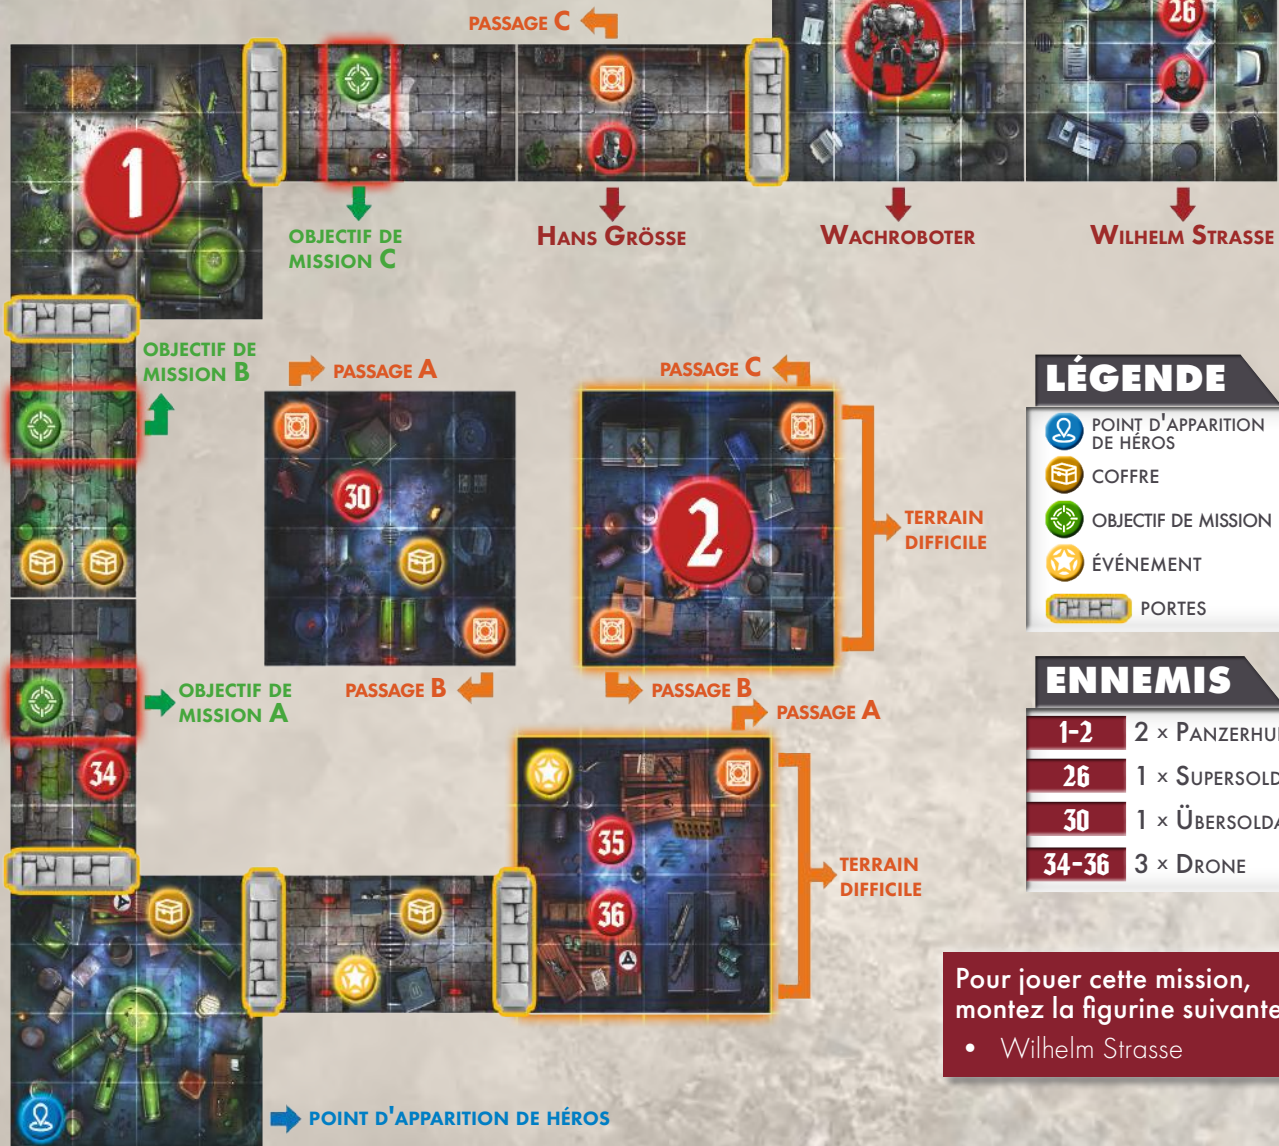 PASSAGE C
26
1
OBJECTIF DE
MISSION C
HANS GRÖSSE
WACHROBOTER
WILHELM STRASSE
OBJECTIF DE
MISSION B
PASSAGE A
PASSAGE C
30
2
TERRAIN
DIFFICILE
PASSAGE B
PASSAGE B
OBJECTIF DE
MISSION A
PASSAGE A
34
35
36
TERRAIN
DIFFICILE
POINT D'APPARITION DE HÉROS
LÉGENDE
POINT D'APPARITION
DE HÉROS
COFFRE
OBJECTIF DE MISSION
ÉVÉNEMENT
PORTES
ENNEMIS
1-2 2 × PANZERHU
26 1 × SUPERSOLD
30 1 × ÜBERSOLDA
34-36 3 × DRONE
Pour jouer cette mission,
montez la figurine suivante
• Wilhelm Strasse